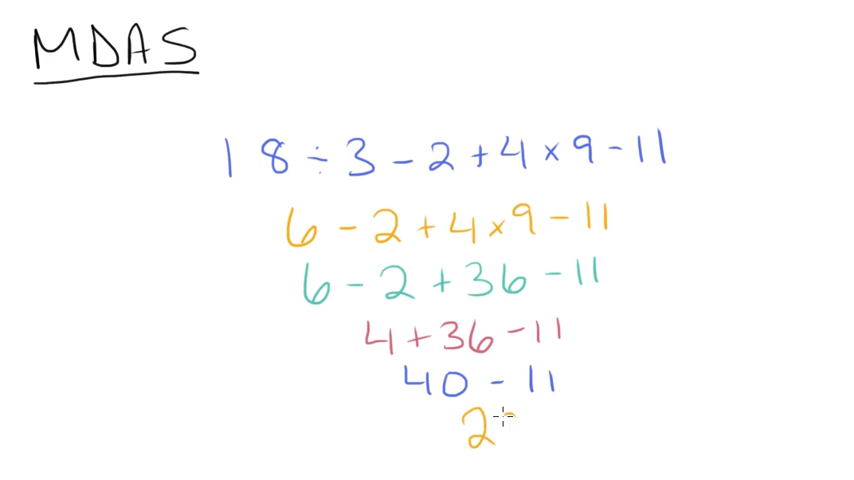 MDAS
18 ÷ 3 - 2 + 4 × 9 - 11
6 - 2 + 4 × 9 - 11
6 - 2 + 36 - 11
4 + 36 - 11
40 - 11
2